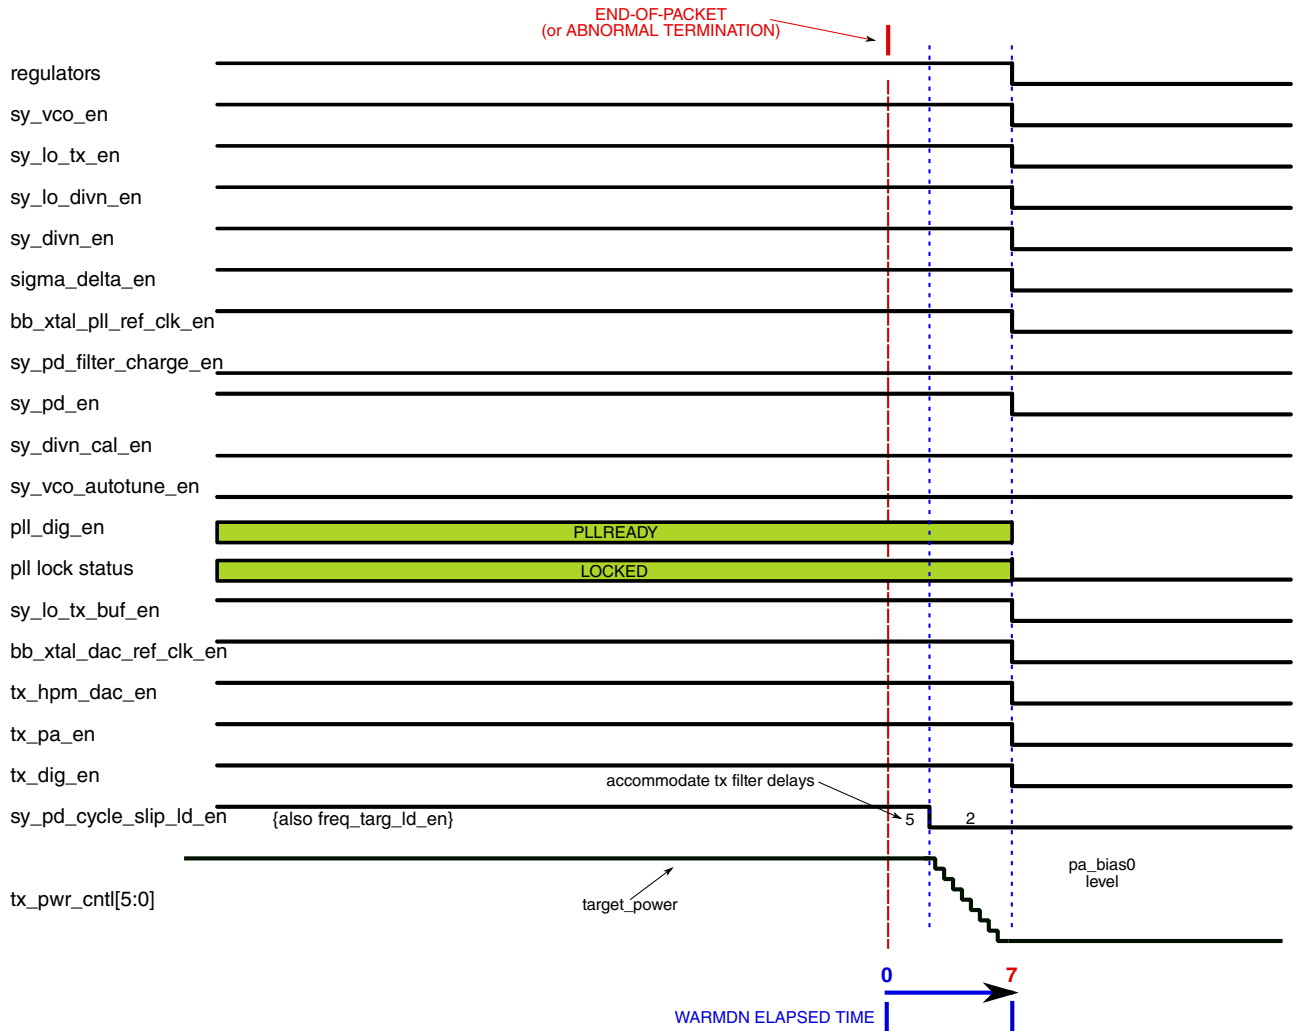 END-OF-PACKET
(or ABNORMAL TERMINATION)
regulators
sy_vco_en
sy_lo_tx_en
sy_lo_divn_en
sy_divn_en
sigma_delta_en
bb_xtal_pll_ref_clk_en
sy_pd_filter_charge_en
sy_pd_en
sy_divn_cal_en
sy_vco_autotune_en
pll_dig_en
PLLREADY
pll lock status
LOCKED
sy_lo_tx_buf_en
bb_xtal_dac_ref_clk_en
tx_hpm_dac_en
tx_pa_en
tx_dig_en
accommodate tx filter delays
sy_pd_cycle_slip_ld_en
{also freq_targ_ld_en}
5
2
pa_bias0
level
tx_pwr_cntl[5:0]
target_power
0
7
WARMDN ELAPSED TIME